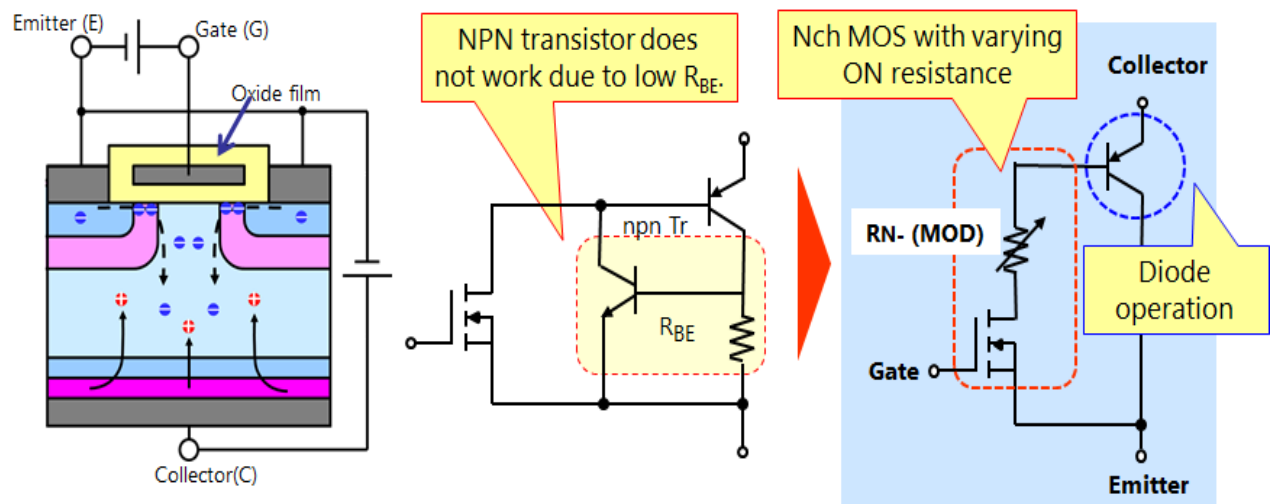 Emitter (E)
Gate (G)
Oxide film
Collector(C)
NPN transistor does
not work due to low RBE.
npn Tr
RBE
Nch MOS with varying
ON resistance
Collector
RN- (MOD)
Diode
operation
Gate
Emitter